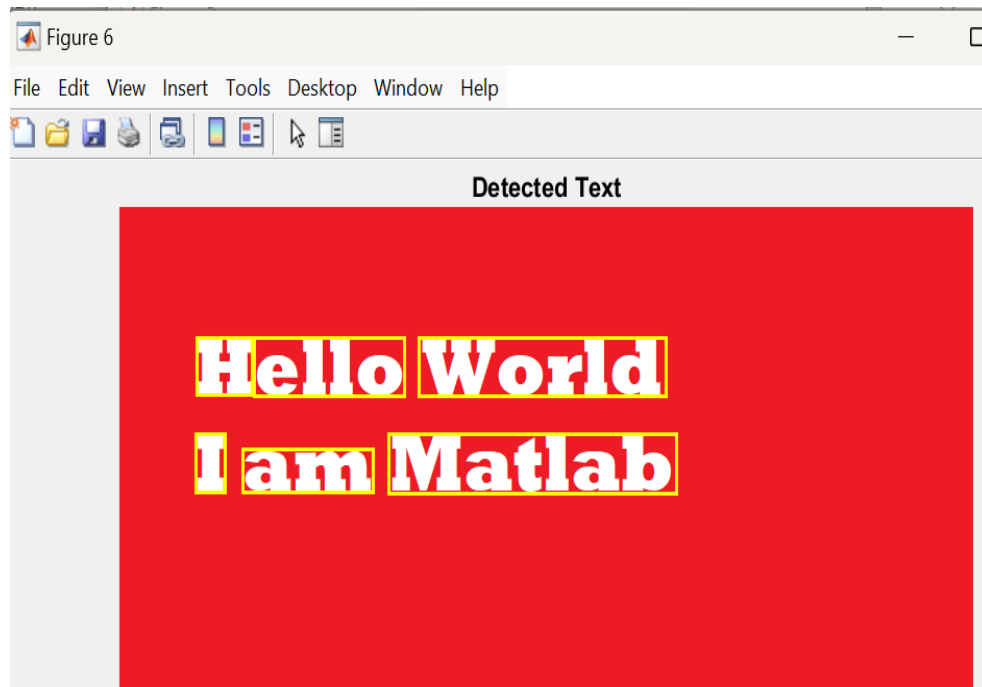 Figure 6
File Edit View Insert Tools Desktop Window Help
Detected Text
Hello World
I am Matlab